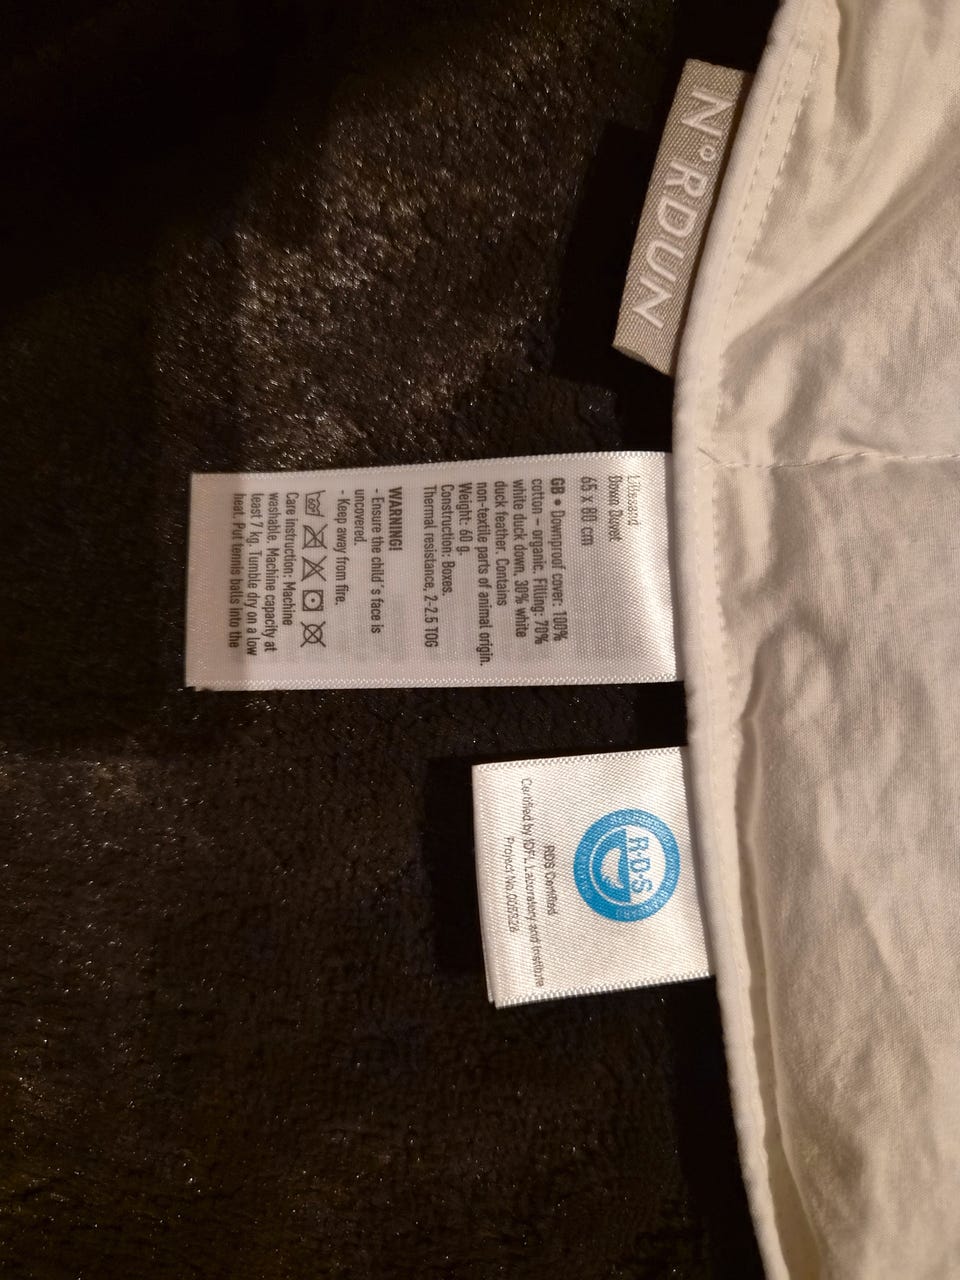 N°RDUN
Down Duvet
65 x 80 cm
GB • Downproof cover: 100%
cotton – organic. Filling: 70%
white duck down, 30% white
duck feather. Contains
non-textile parts of animal origin.
Weight: 60 g.
Construction: Boxes.
Thermal resistance, 2-2.5 TOG
WARNING!
- Ensure the child´s face is
uncovered.
- Keep away from fire.
Care instruction: Machine
washable. Machine capacity at
least 7 kg. Tumble dry on a low
heat. Put tennis balls into the
R·D·S
STANDARD
RDS Certified
Certified by IDFL Laboratory and Institute
Project No.